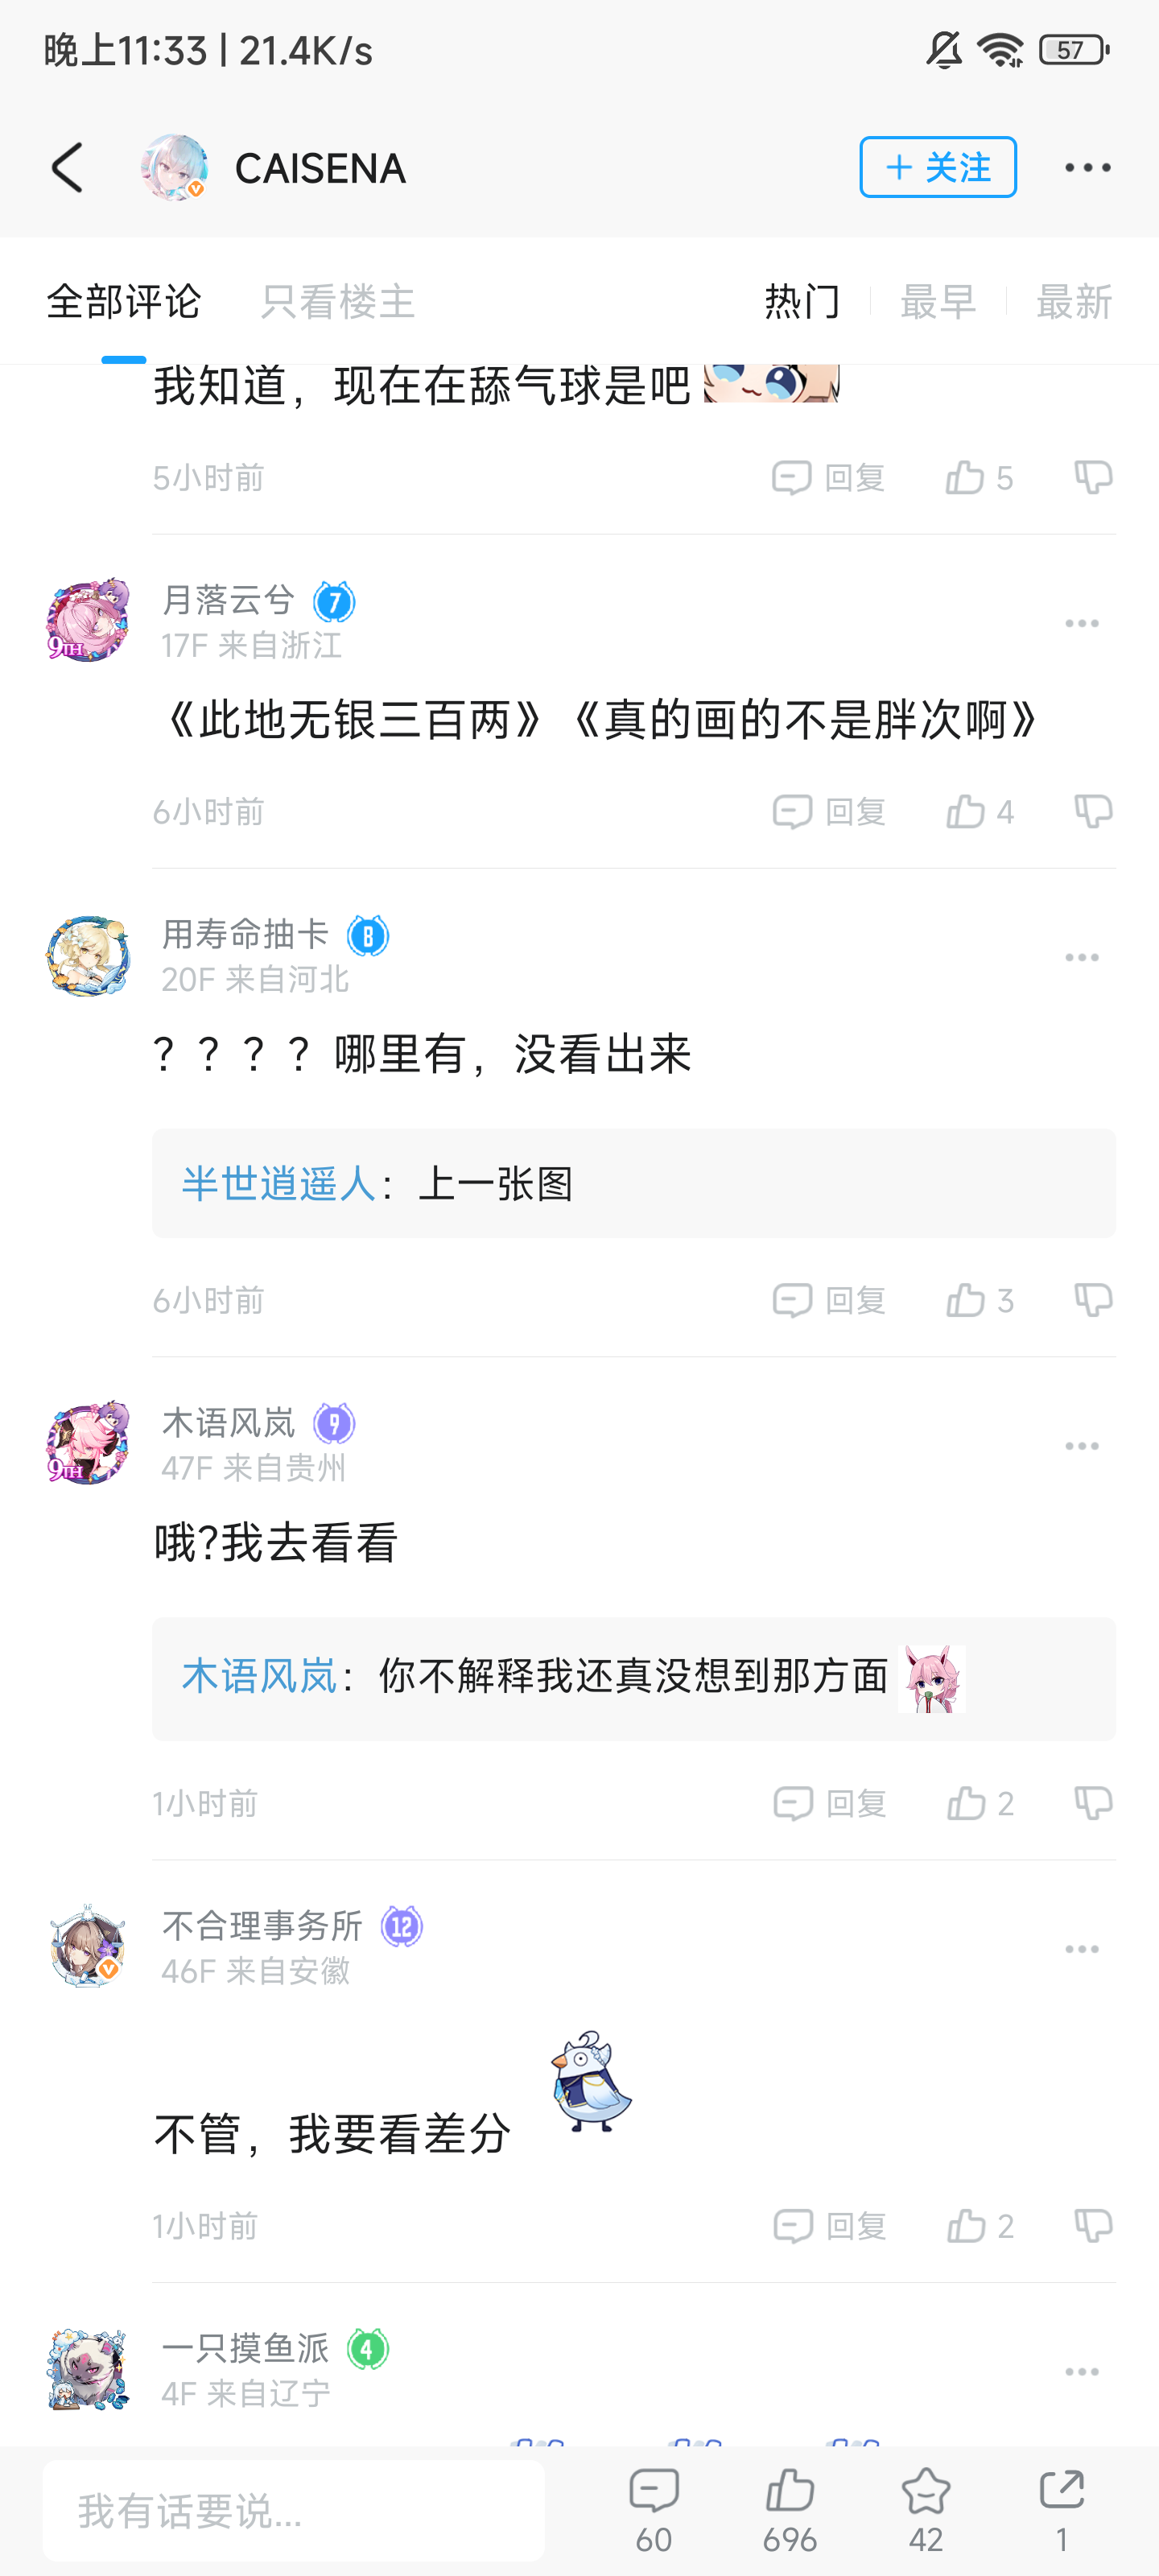 晚上11:33 | 21.4K/s
57
CAISENA
+ 关注
全部评论 只看楼主 热门 最早 最新
我知道，现在在舔气球是吧
5小时前 回复 5
月落云兮 7
17F 来自浙江
9TH
《此地无银三百两》《真的画的不是胖次啊》
6小时前 回复 4
用寿命抽卡 8
20F 来自河北
？？？？哪里有，没看出来
半世逍遥人：上一张图
6小时前 回复 3
木语风岚 9
47F 来自贵州
9TH
哦?我去看看
木语风岚：你不解释我还真没想到那方面
1小时前 回复 2
不合理事务所 12
46F 来自安徽
不管，我要看差分
1小时前 回复 2
一只摸鱼派 4
4F 来自辽宁
我有话要说...
60 696 42 1